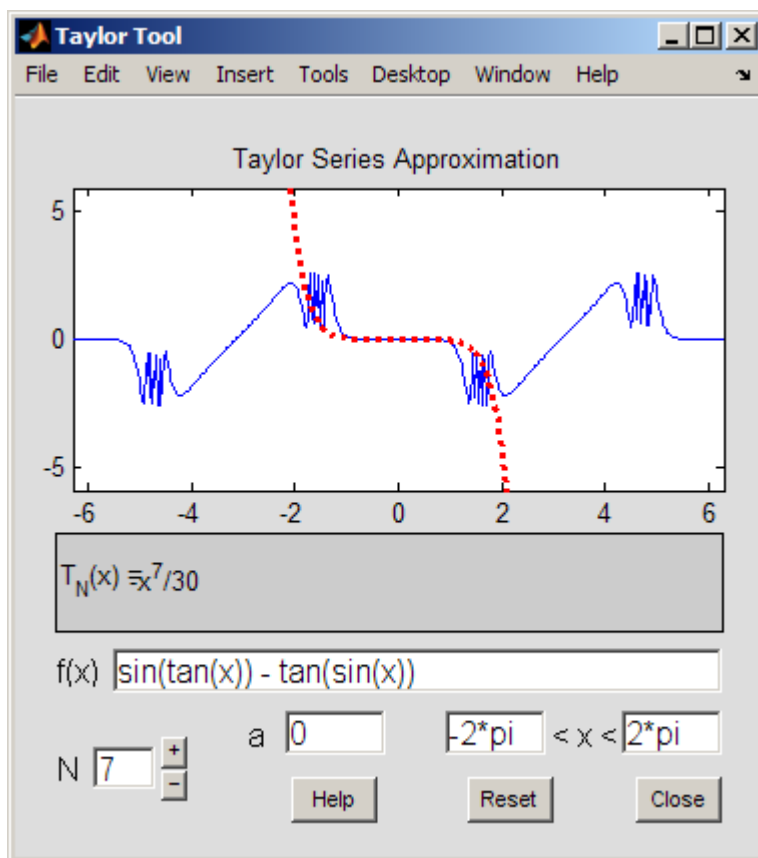 Taylor Tool
File Edit View Insert Tools Desktop Window Help
Taylor Series Approximation
5
0
-5
-6 -4 -2 0 2 4 6
T_N(x) = -x^7/30
f(x) sin(tan(x)) - tan(sin(x))
N 7 + − a 0 -2*pi < x < 2*pi
Help Reset Close